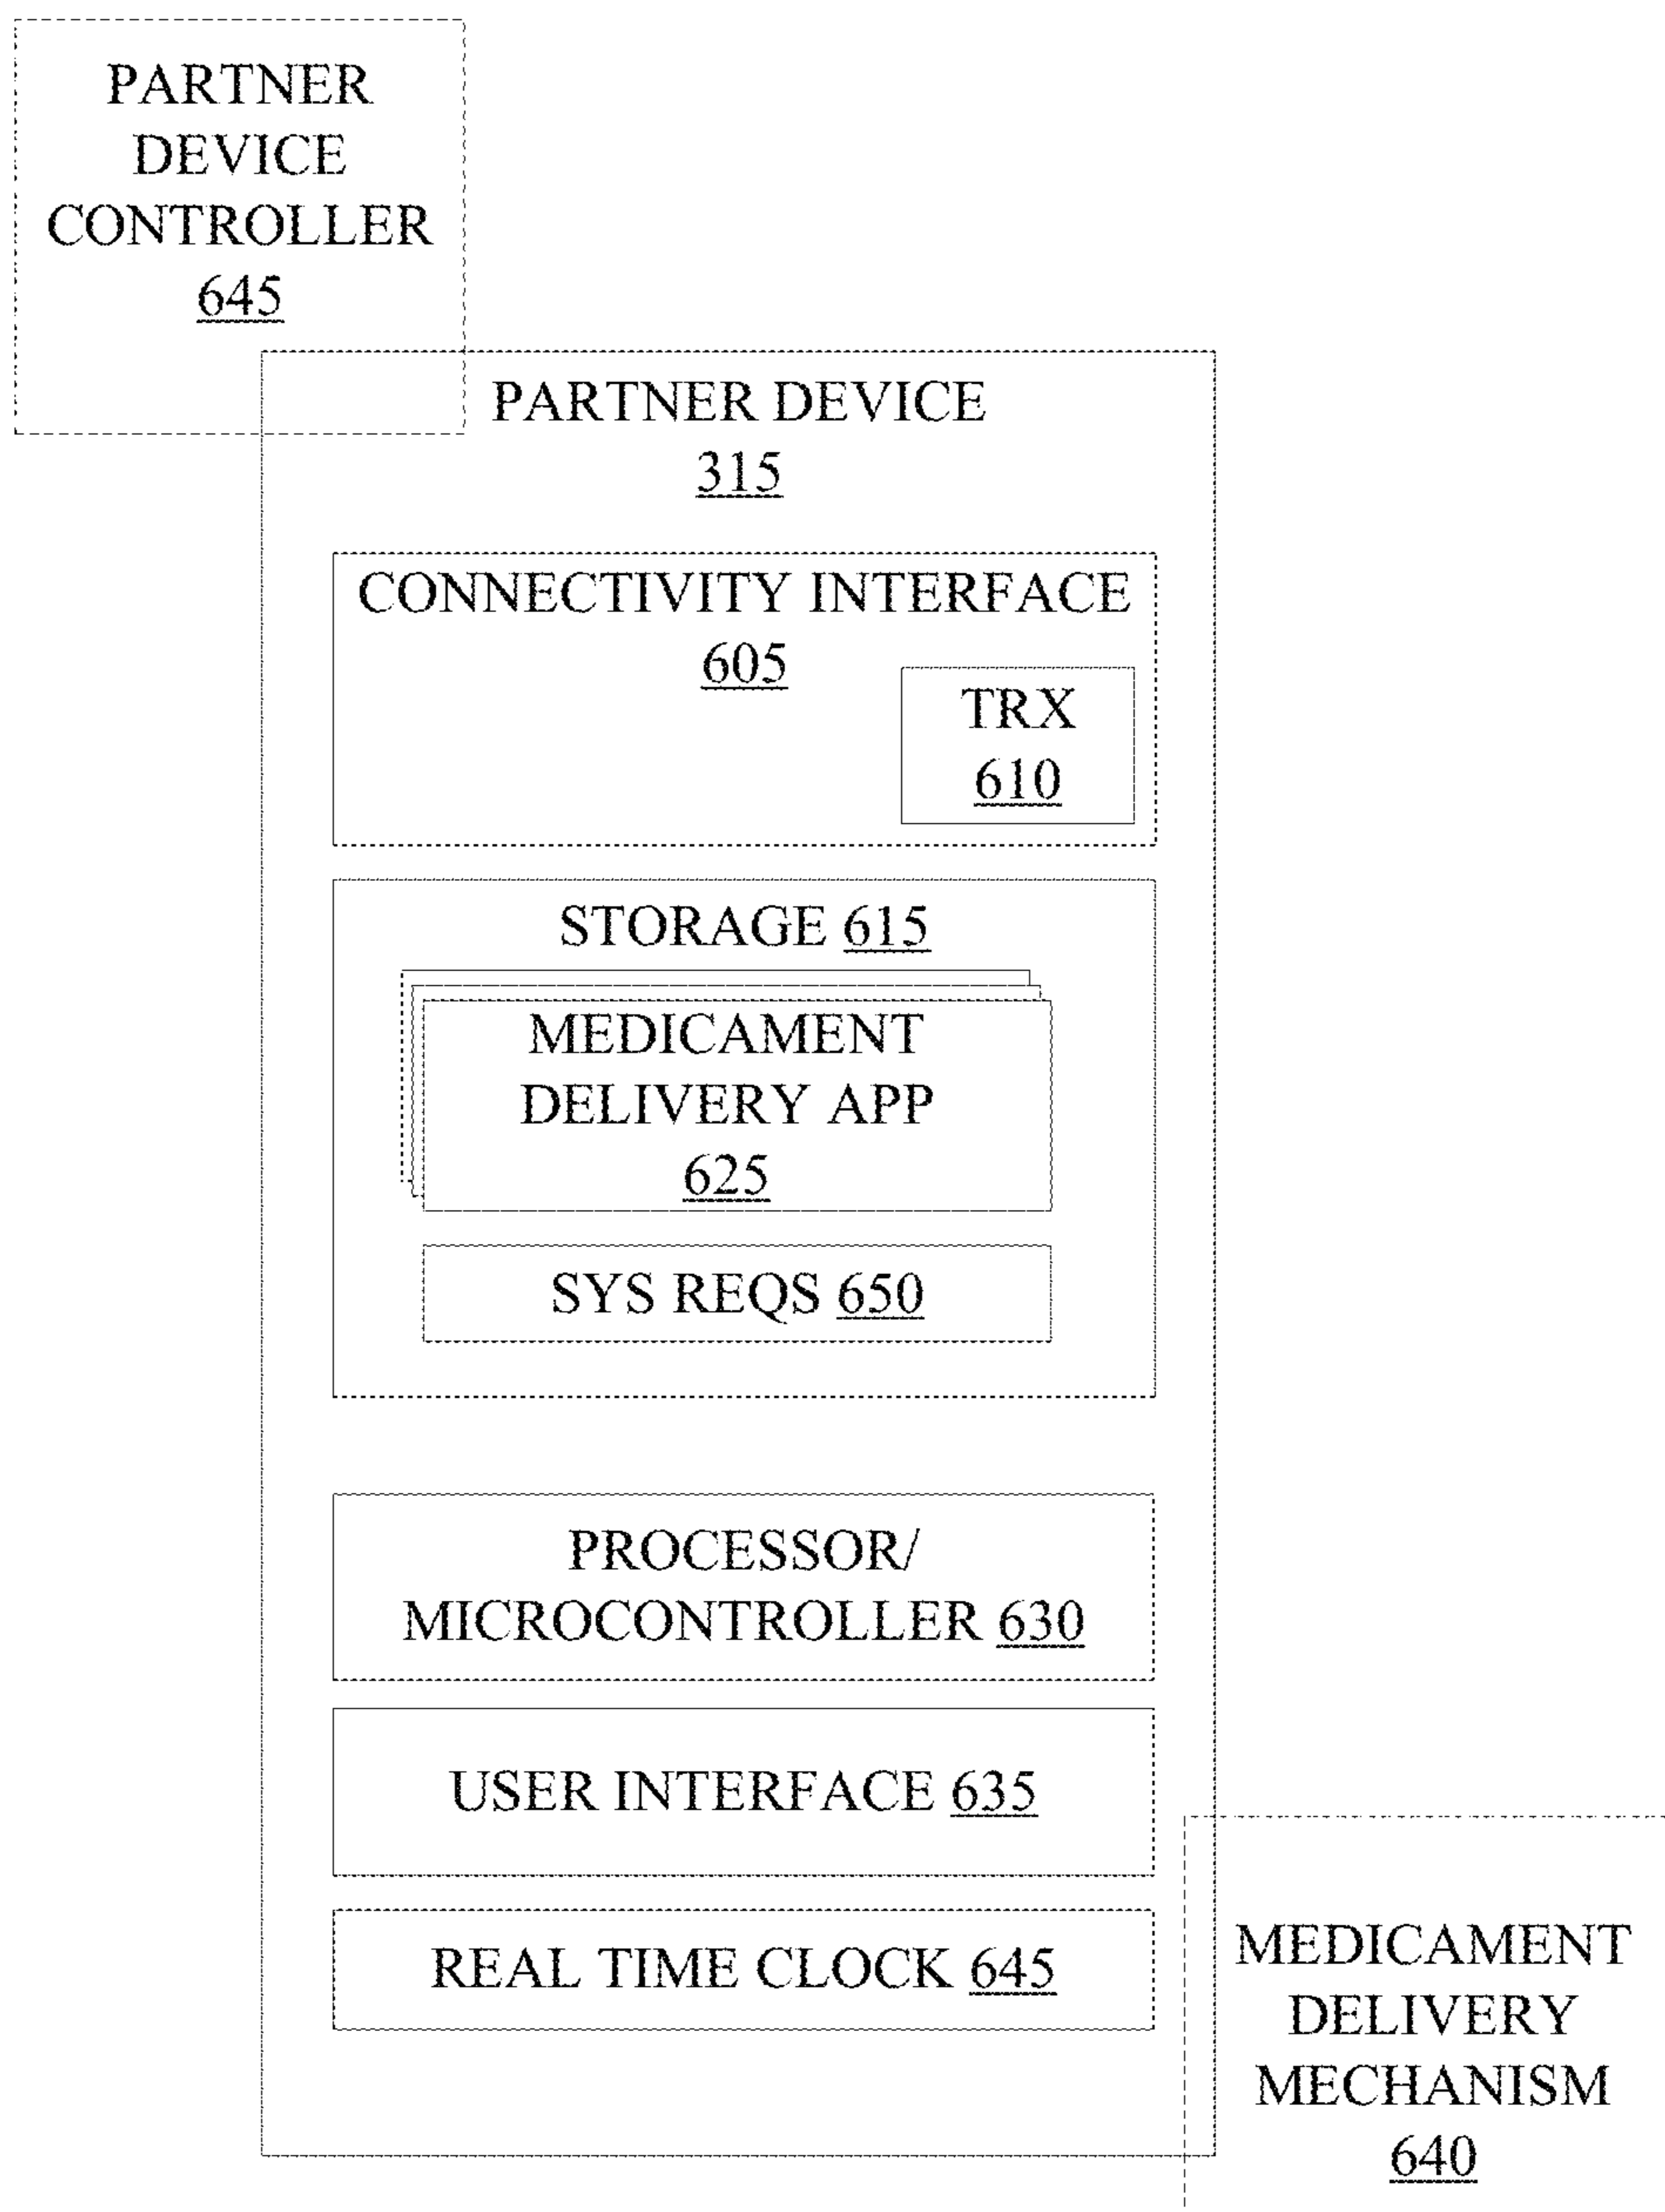 PARTNER
DEVICE
CONTROLLER
645
PARTNER DEVICE
315
CONNECTIVITY INTERFACE
605
TRX
610
STORAGE 615
MEDICAMENT
DELIVERY APP
625
SYS REQS 650
PROCESSOR/
MICROCONTROLLER 630
USER INTERFACE 635
REAL TIME CLOCK 645
MEDICAMENT
DELIVERY
MECHANISM
640